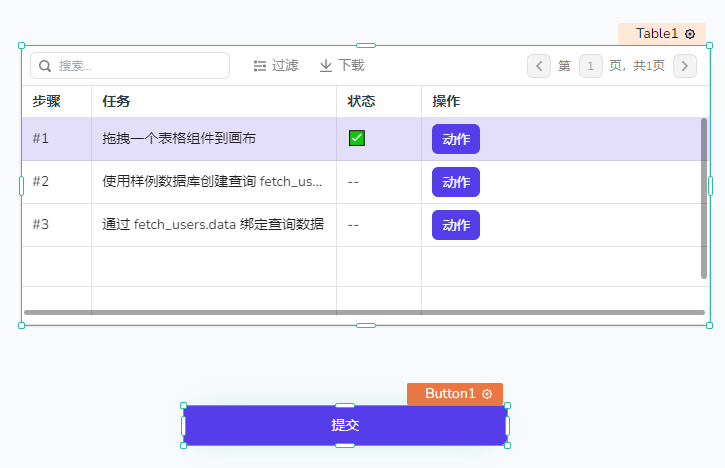 Table1
搜索... 过滤 下载 第 1 页，共1页
步骤 任务 状态 操作
#1 拖拽一个表格组件到画布 动作
#2 使用样例数据库创建查询 fetch_us... -- 动作
#3 通过 fetch_users.data 绑定查询数据 -- 动作
Button1
提交